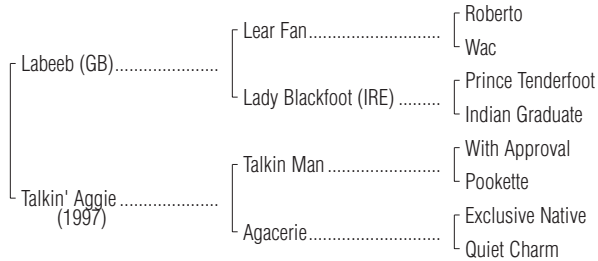 Roberto
Lear Fan...........................
Wac
Labeeb (GB).....................
Prince Tenderfoot
Lady Blackfoot (IRE) .........
Indian Graduate
With Approval
Talkin Man .......................
Pookette
Talkin' Aggie ....................
(1997)
Exclusive Native
Agacerie...........................
Quiet Charm